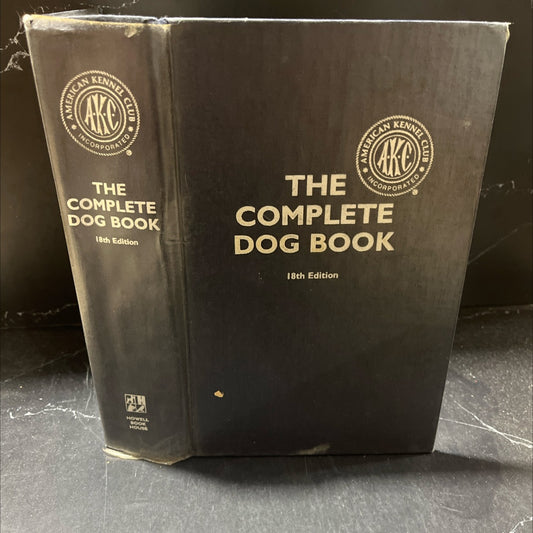 AMERICAN KENNEL CLUB
AKC
INCORPORATED
®
THE
COMPLETE
DOG BOOK
18th Edition
HOWELL
BOOK
HOUSE
AMERICAN KENNEL CLUB
AKC
INCORPORATED
®
THE
COMPLETE
DOG BOOK
18th Edition